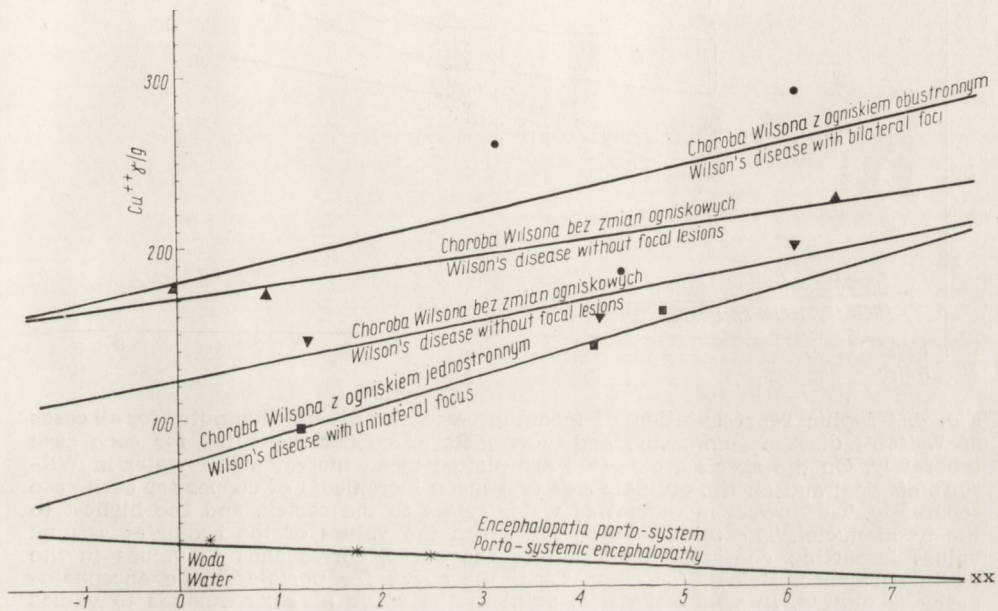 300
Cu⁺⁺ γ/g
200
100
Choroba Wilsona z ogniskiem obustronnym
Wilson's disease with bilateral foci
Choroba Wilsona bez zmian ogniskowych
Wilson's disease without focal lesions
Choroba Wilsona bez zmian ogniskowych
Wilson's disease without focal lesions
Choroba Wilsona z ogniskiem jednostronnym
Wilson's disease with unilateral focus
Encephalopatia porto-system
Porto-systemic encephalopathy
Woda
Water
xx
-1 0 1 2 3 4 5 6 7